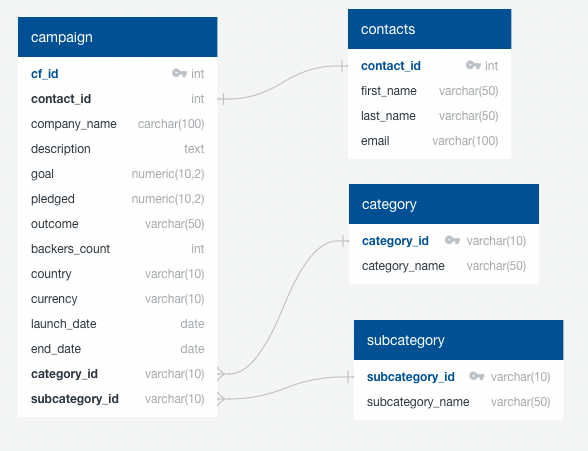 campaign
cf_id int
contact_id int
company_name carchar(100)
description text
goal numeric(10,2)
pledged numeric(10,2)
outcome varchar(50)
backers_count int
country varchar(10)
currency varchar(10)
launch_date date
end_date date
category_id varchar(10)
subcategory_id varchar(10)
contacts
contact_id int
first_name varchar(50)
last_name varchar(50)
email varchar(100)
category
category_id varchar(10)
category_name varchar(50)
subcategory
subcategory_id varchar(10)
subcategory_name varchar(50)